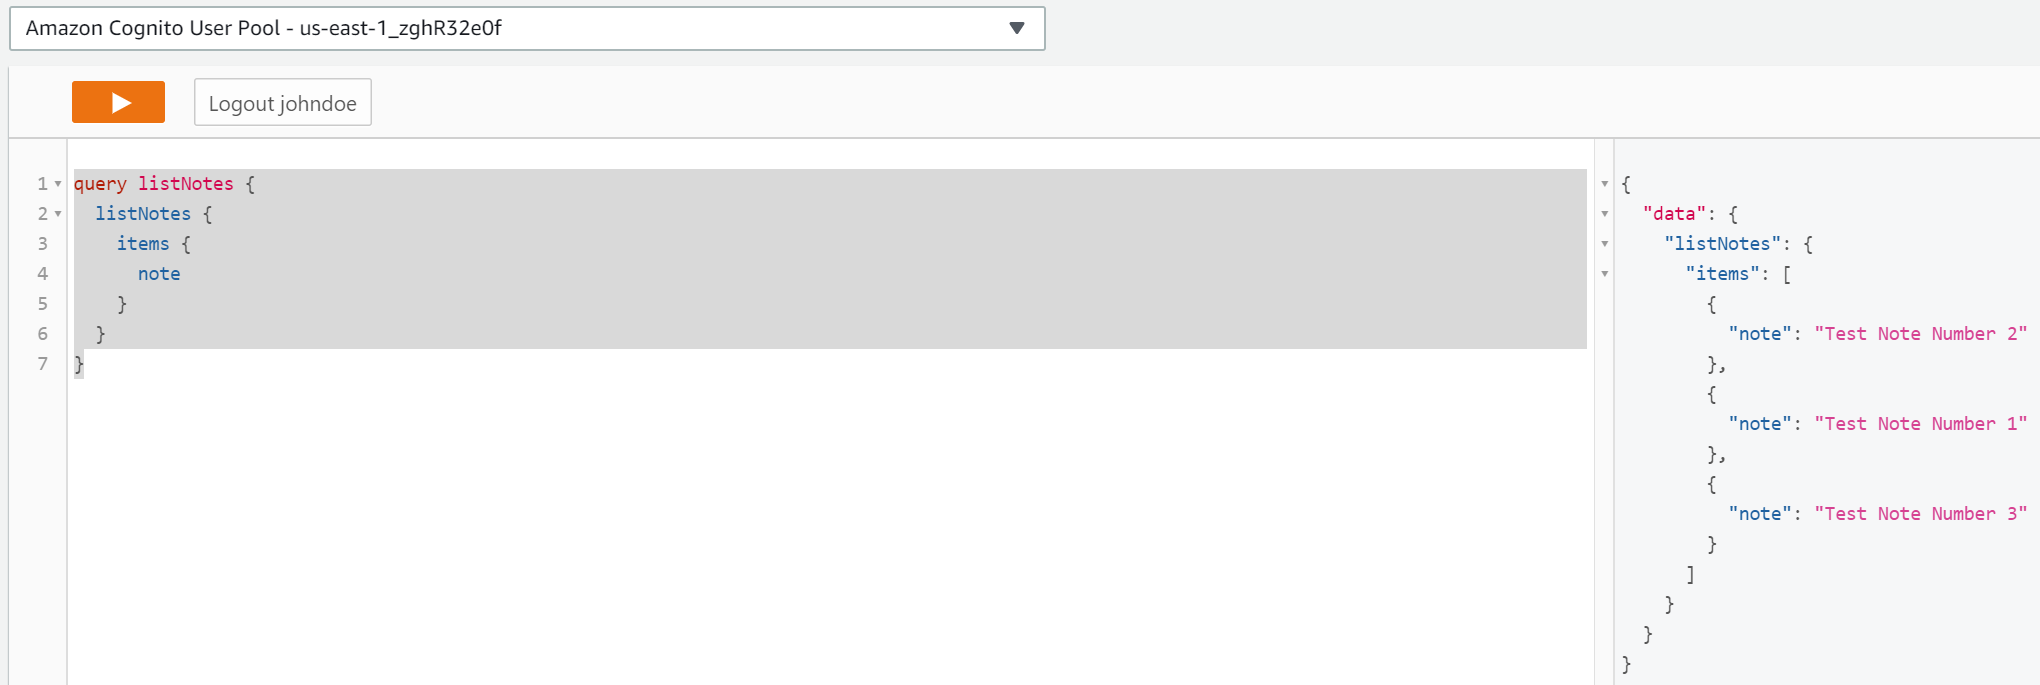 Amazon Cognito User Pool - us-east-1_zghR32e0f
Logout johndoe
1 query listNotes {
2 listNotes {
3 items {
4 note
5 }
6 }
7 }
{
"data": {
"listNotes": {
"items": [
{
"note": "Test Note Number 2"
},
{
"note": "Test Note Number 1"
},
{
"note": "Test Note Number 3"
}
]
}
}
}